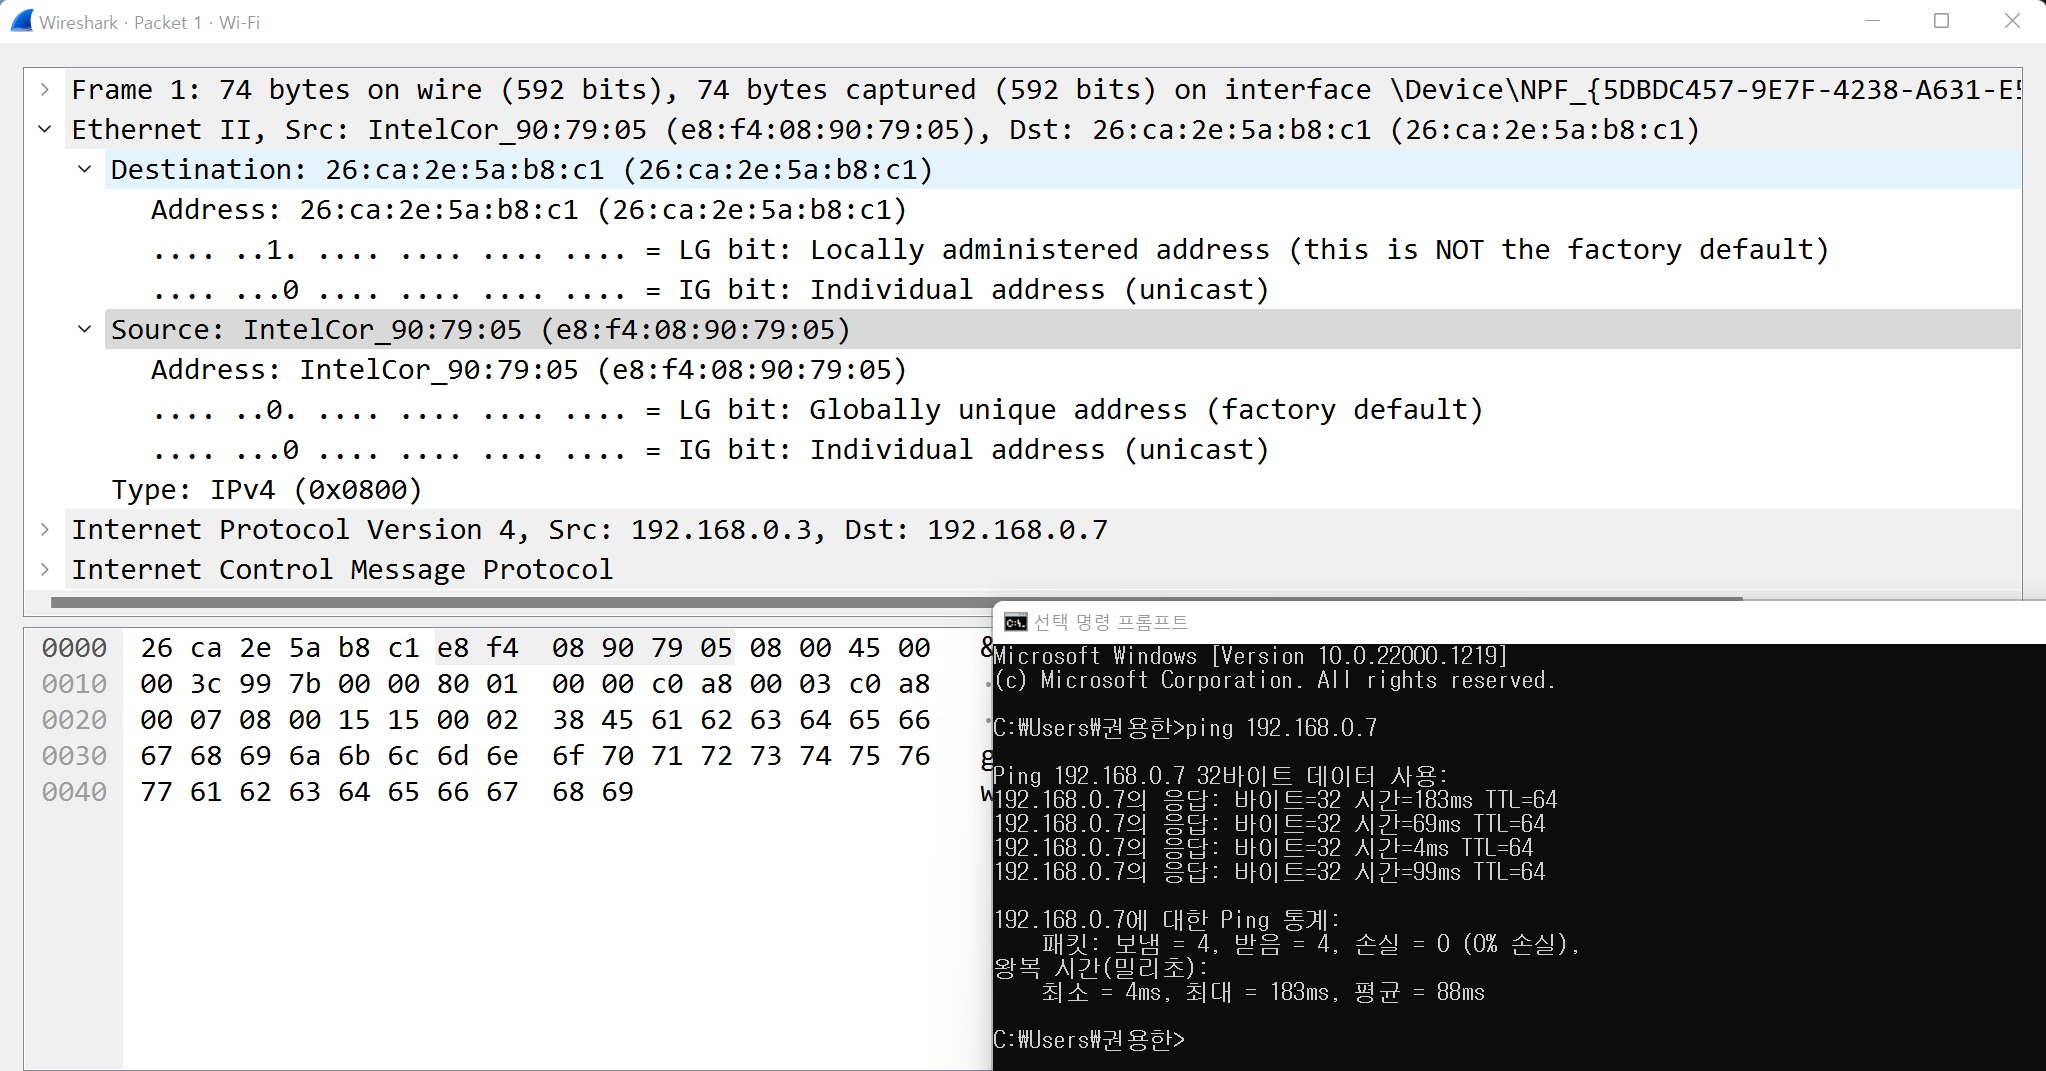 Wireshark · Packet 1 · Wi-Fi
Frame 1: 74 bytes on wire (592 bits), 74 bytes captured (592 bits) on interface \Device\NPF_{5DBDC457-9E7F-4238-A631-E5
Ethernet II, Src: IntelCor_90:79:05 (e8:f4:08:90:79:05), Dst: 26:ca:2e:5a:b8:c1 (26:ca:2e:5a:b8:c1)
Destination: 26:ca:2e:5a:b8:c1 (26:ca:2e:5a:b8:c1)
Address: 26:ca:2e:5a:b8:c1 (26:ca:2e:5a:b8:c1)
.... ..1. .... .... .... .... = LG bit: Locally administered address (this is NOT the factory default)
.... ...0 .... .... .... .... = IG bit: Individual address (unicast)
Source: IntelCor_90:79:05 (e8:f4:08:90:79:05)
Address: IntelCor_90:79:05 (e8:f4:08:90:79:05)
.... ..0. .... .... .... .... = LG bit: Globally unique address (factory default)
.... ...0 .... .... .... .... = IG bit: Individual address (unicast)
Type: IPv4 (0x0800)
Internet Protocol Version 4, Src: 192.168.0.3, Dst: 192.168.0.7
Internet Control Message Protocol
0000 26 ca 2e 5a b8 c1 e8 f4 08 90 79 05 08 00 45 00 &
0010 00 3c 99 7b 00 00 80 01 00 00 c0 a8 00 03 c0 a8 ·
0020 00 07 08 00 15 15 00 02 38 45 61 62 63 64 65 66 ·
0030 67 68 69 6a 6b 6c 6d 6e 6f 70 71 72 73 74 75 76 g
0040 77 61 62 63 64 65 66 67 68 69 w
선택 명령 프롬프트
Microsoft Windows [Version 10.0.22000.1219]
(c) Microsoft Corporation. All rights reserved.
C:₩Users₩권용한>ping 192.168.0.7
Ping 192.168.0.7 32바이트 데이터 사용:
192.168.0.7의 응답: 바이트=32 시간=183ms TTL=64
192.168.0.7의 응답: 바이트=32 시간=69ms TTL=64
192.168.0.7의 응답: 바이트=32 시간=4ms TTL=64
192.168.0.7의 응답: 바이트=32 시간=99ms TTL=64
192.168.0.7에 대한 Ping 통계:
패킷: 보냄 = 4, 받음 = 4, 손실 = 0 (0% 손실),
왕복 시간(밀리초):
최소 = 4ms, 최대 = 183ms, 평균 = 88ms
C:₩Users₩권용한>